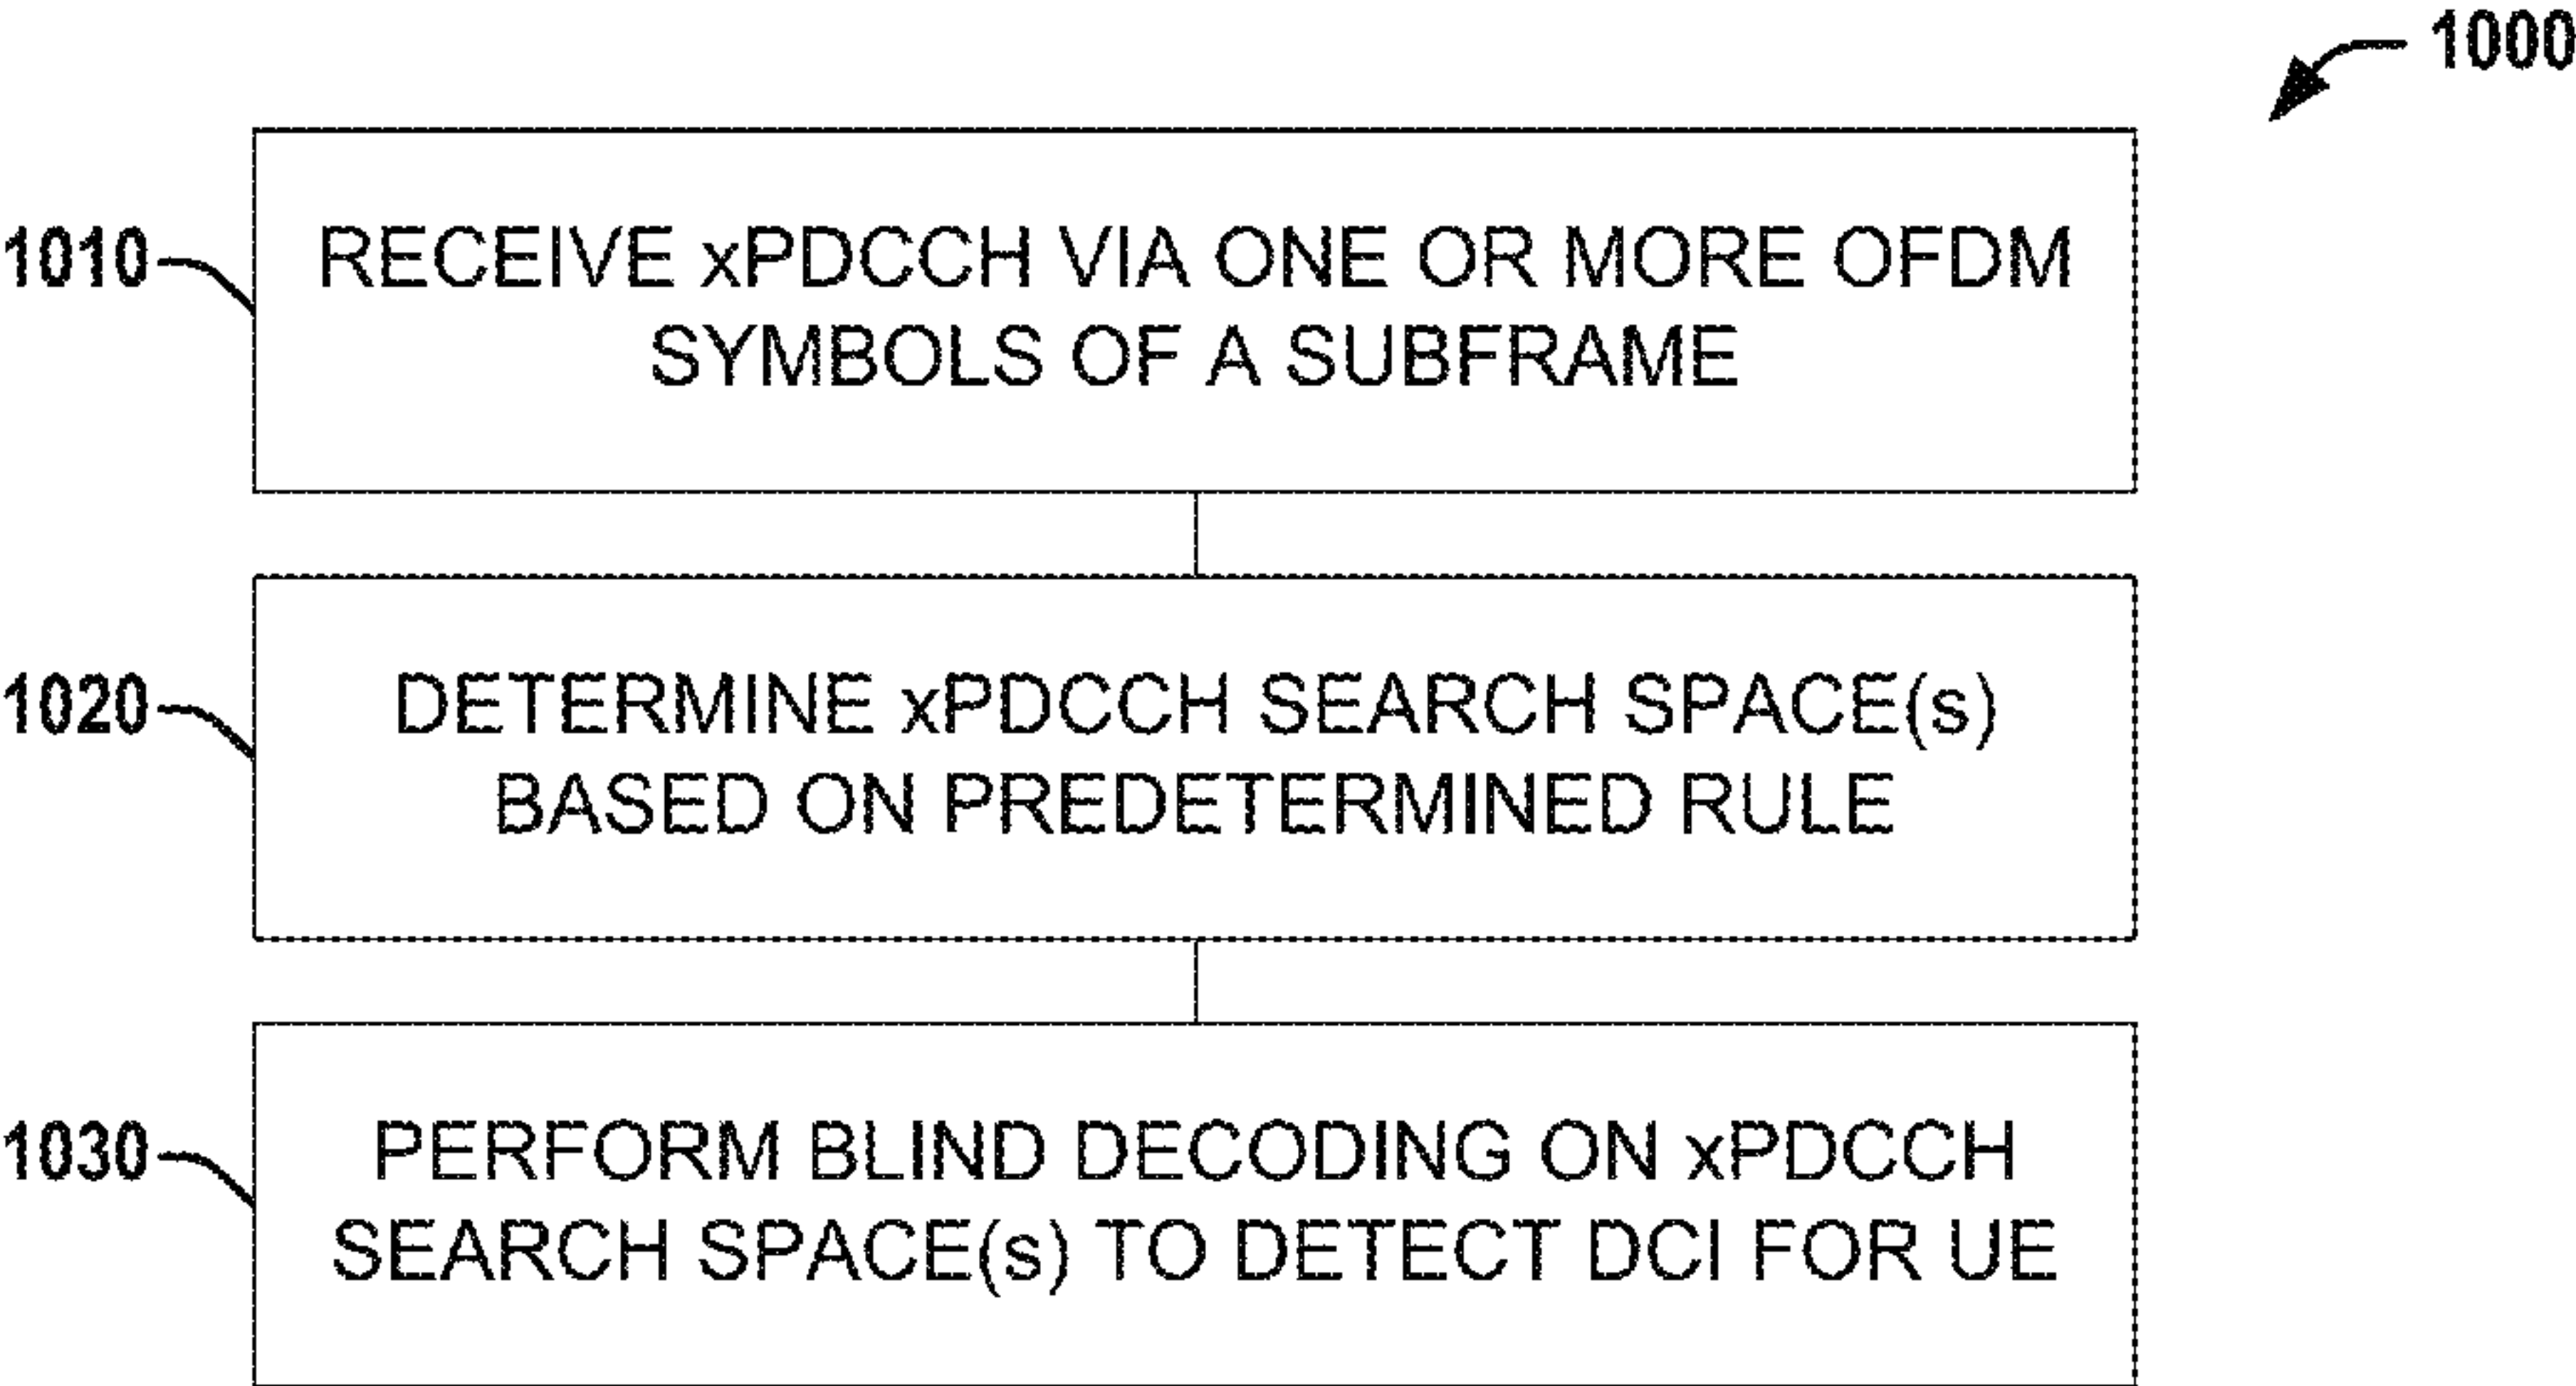 1000
1010
RECEIVE xPDCCH VIA ONE OR MORE OFDM
SYMBOLS OF A SUBFRAME
1020
DETERMINE xPDCCH SEARCH SPACE(s)
BASED ON PREDETERMINED RULE
1030
PERFORM BLIND DECODING ON xPDCCH
SEARCH SPACE(s) TO DETECT DCI FOR UE